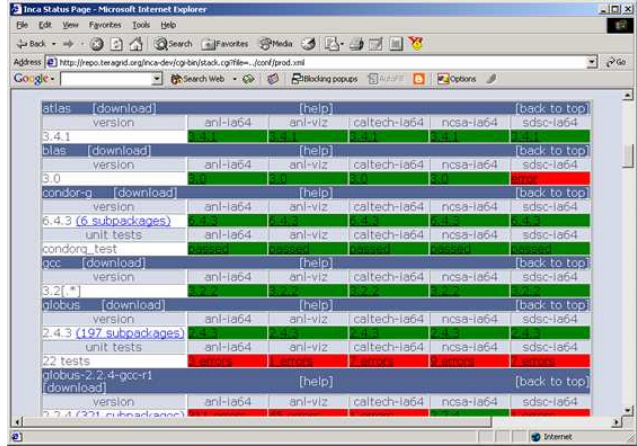 Inca Status Page - Microsoft Internet Explorer
File Edit View Favorites Tools Help
Back Search Favorites Media
Address http://repo.teragrid.org/inca-dev/cgi-bin/stack.cgi?file=../conf/prod.xml Go
Google Search Web Blocking popups AutoFill Options
atlas [download] [help] [back to top]
version anl-ia64 anl-viz caltech-ia64 ncsa-ia64 sdsc-ia64
3.4.1 3.4.1 3.4.1 3.4.1 3.4.1 3.4.1
blas [download] [help] [back to top]
version anl-ia64 anl-viz caltech-ia64 ncsa-ia64 sdsc-ia64
3.0 3.0 3.0 3.0 3.0 error
condor-g [download] [help] [back to top]
version anl-ia64 anl-viz caltech-ia64 ncsa-ia64 sdsc-ia64
6.4.3 (6 subpackages) 6.4.3 6.4.3 6.4.3 6.4.3 6.4.3
unit tests anl-ia64 anl-viz caltech-ia64 ncsa-ia64 sdsc-ia64
condorg_test passed passed passed passed passed
gcc [download] [help] [back to top]
version anl-ia64 anl-viz caltech-ia64 ncsa-ia64 sdsc-ia64
3.2[.*] 3.2.2 3.2.2 3.2.2 3.2.2 3.2.2
globus [download] [help] [back to top]
version anl-ia64 anl-viz caltech-ia64 ncsa-ia64 sdsc-ia64
2.4.3 (197 subpackages) 2.4.3 2.4.3 2.4.3 2.4.3 2.4.3
unit tests anl-ia64 anl-viz caltech-ia64 ncsa-ia64 sdsc-ia64
22 tests 3 errors 1 errors 7 errors 9 errors 7 errors
globus-2.2.4-gcc-r1
[download] [help] [back to top]
version anl-ia64 anl-viz caltech-ia64 ncsa-ia64 sdsc-ia64
2.2.4 (321 subpackages) errors errors errors 2.2.4 errors
Internet